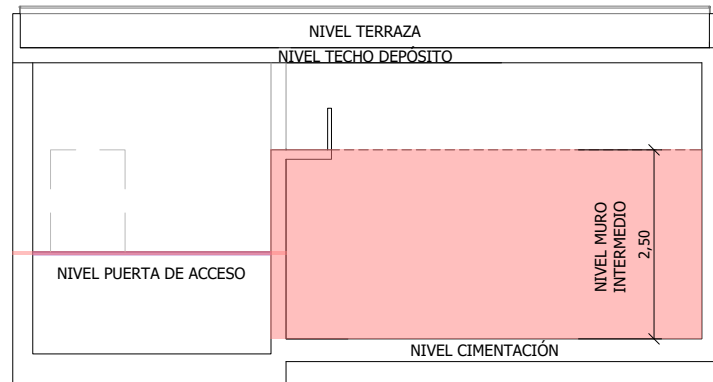 NIVEL TERRAZA
NIVEL TECHO DEPÓSITO
NIVEL PUERTA DE ACCESO
NIVEL MURO
INTERMEDIO
2,50
NIVEL CIMENTACIÓN